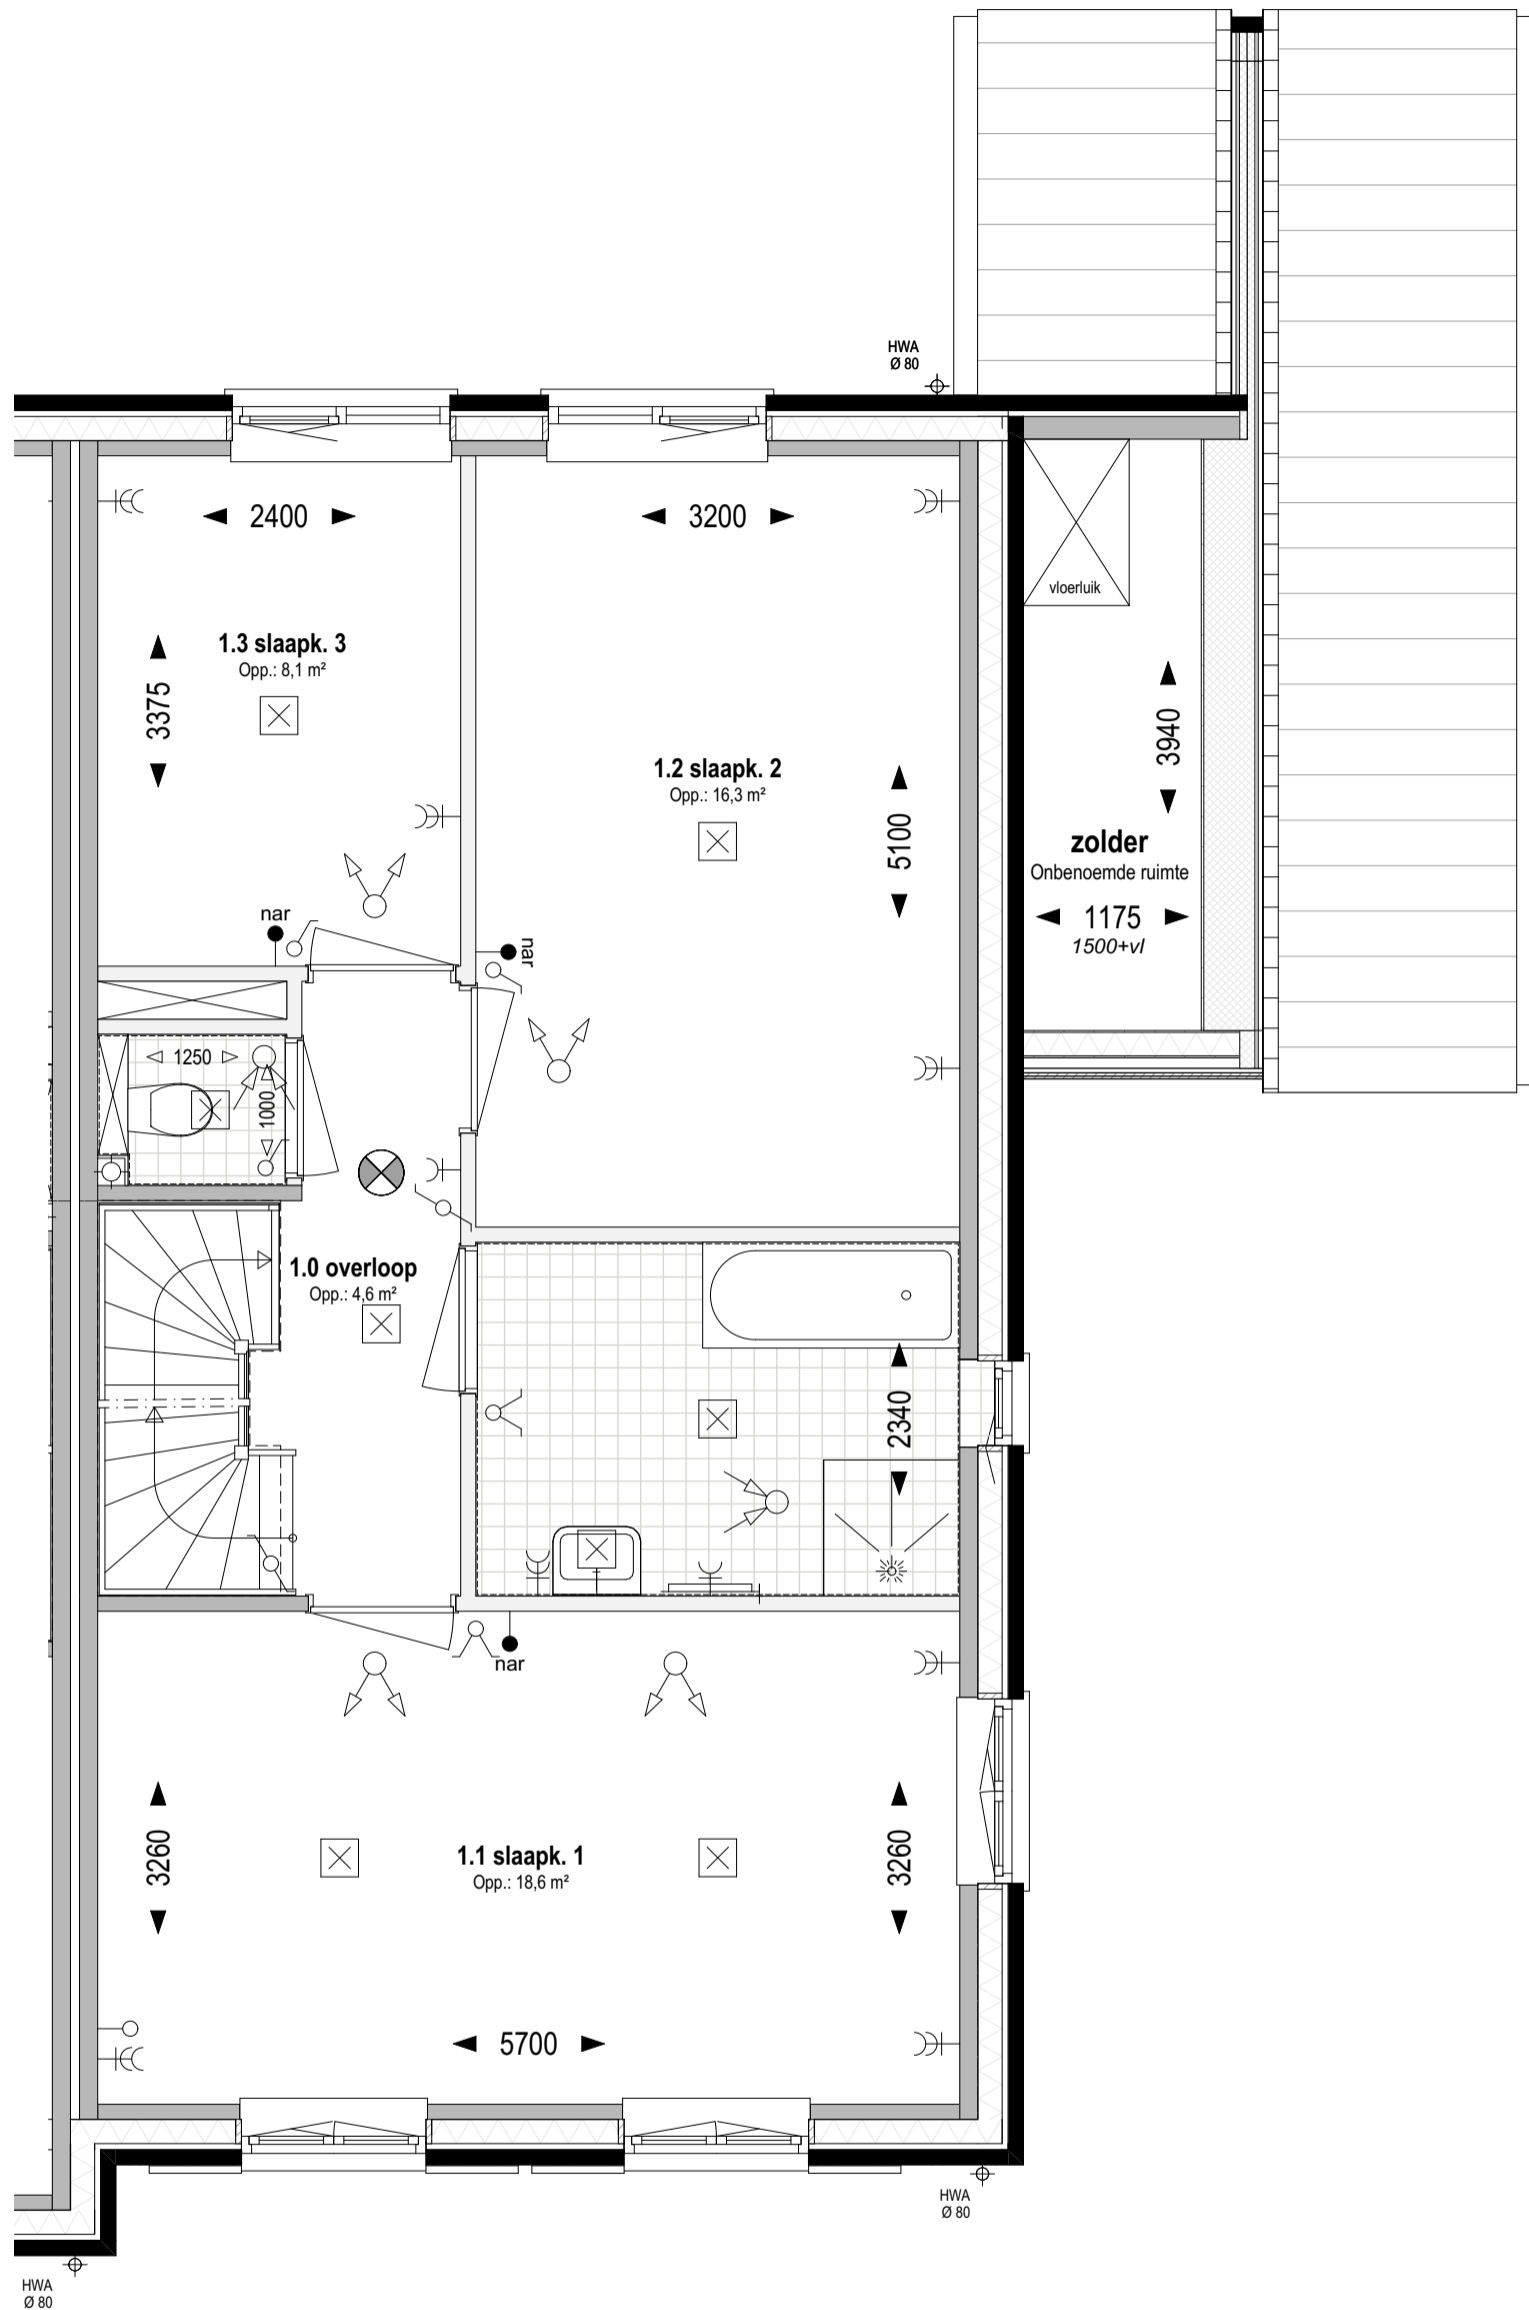 HWA
Ø 80
2400
3200
vloerluik
1.3 slaapk. 3
Opp.: 8,1 m²
3375
3940
1.2 slaapk. 2
Opp.: 16,3 m²
5100
zolder
Onbenoemde ruimte
1175
1500+vl
nar
nar
1250
1000
1.0 overloop
Opp.: 4,6 m²
2340
nar
3260
1.1 slaapk. 1
Opp.: 18,6 m²
3260
5700
HWA
Ø 80
HWA
Ø 80